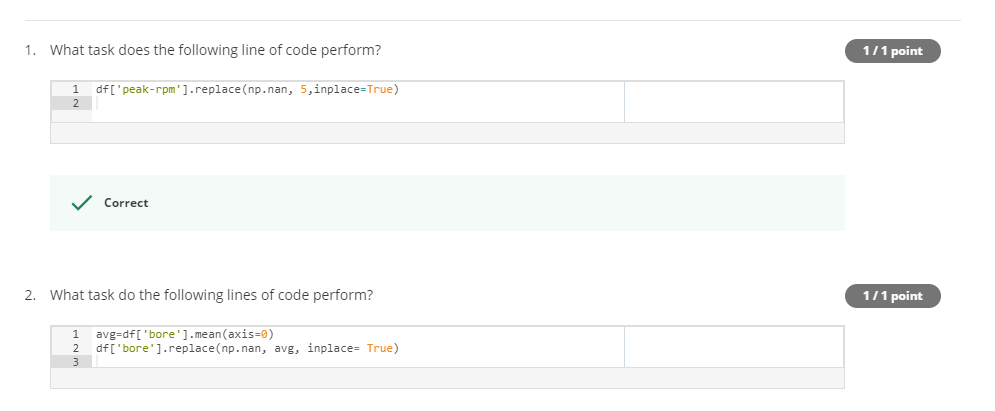 1. What task does the following line of code perform?
1 / 1 point
1 df['peak-rpm'].replace(np.nan, 5,inplace=True)
2
Correct
2. What task do the following lines of code perform?
1 / 1 point
1 avg=df['bore'].mean(axis=0)
2 df['bore'].replace(np.nan, avg, inplace= True)
3